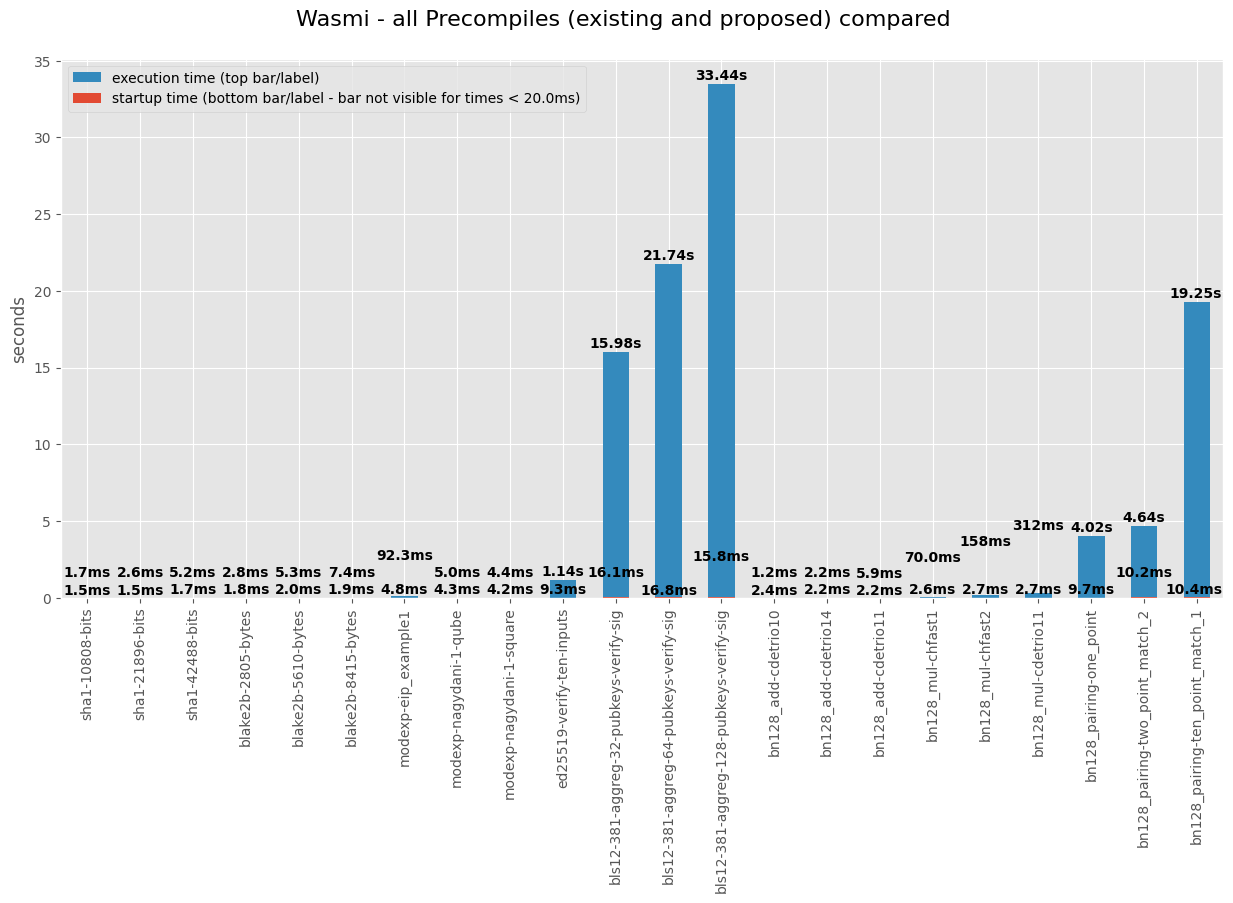 Wasmi - all Precompiles (existing and proposed) compared
execution time (top bar/label)
startup time (bottom bar/label - bar not visible for times < 20.0ms)
seconds
35
30
25
20
15
10
5
0
1.7ms
1.5ms
2.6ms
1.5ms
5.2ms
1.7ms
2.8ms
1.8ms
5.3ms
2.0ms
7.4ms
1.9ms
92.3ms
4.8ms
5.0ms
4.3ms
4.4ms
4.2ms
1.14s
9.3ms
15.98s
16.1ms
21.74s
16.8ms
33.44s
15.8ms
1.2ms
2.4ms
2.2ms
2.2ms
5.9ms
2.2ms
70.0ms
2.6ms
158ms
2.7ms
312ms
2.7ms
4.02s
9.7ms
4.64s
10.2ms
19.25s
10.4ms
sha1-10808-bits
sha1-21896-bits
sha1-42488-bits
blake2b-2805-bytes
blake2b-5610-bytes
blake2b-8415-bytes
modexp-eip_example1
modexp-nagydani-1-qube
modexp-nagydani-1-square
ed25519-verify-ten-inputs
bls12-381-aggreg-32-pubkeys-verify-sig
bls12-381-aggreg-64-pubkeys-verify-sig
bls12-381-aggreg-128-pubkeys-verify-sig
bn128_add-cdetrio10
bn128_add-cdetrio14
bn128_add-cdetrio11
bn128_mul-chfast1
bn128_mul-chfast2
bn128_mul-cdetrio11
bn128_pairing-one_point
bn128_pairing-two_point_match_2
bn128_pairing-ten_point_match_1